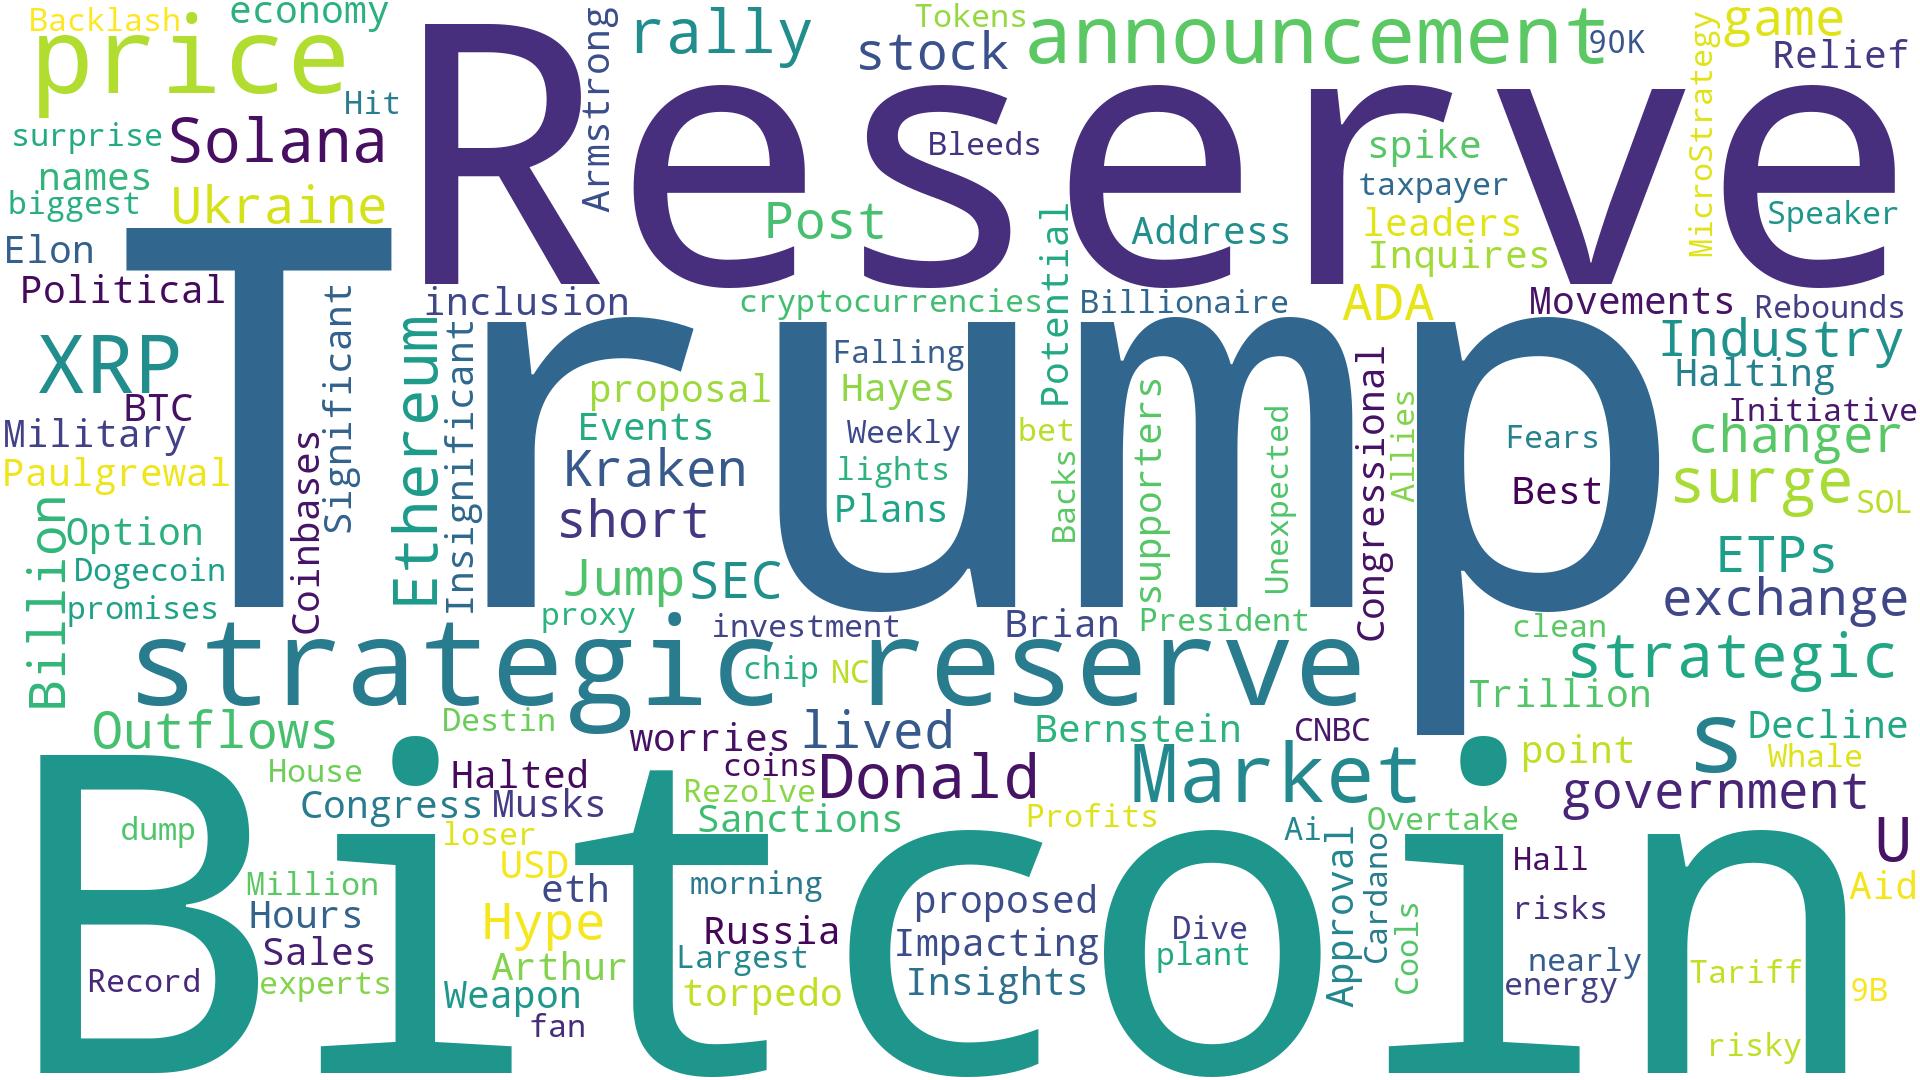 Backlash
economy
price
Hit
surprise
Solana
names
biggest
Ukraine
Elon
Political
Reserve
Armstrong
rally
Tokens
stock
announcement
90K
game
Relief
MicroStrategy
Bleeds
spike
taxpayer
leaders
Inquires
Speaker
Post
Potential
Address
Trump
inclusion
cryptocurrencies
Billionaire
ADA
Movements
Rebounds
XRP
BTC
Military
Paulgrewal
Significant
Ethereum
Insignificant
Coinbases
Falling
proposal
Hayes
Events
Weekly
Kraken
lights
short
Plans
bet
Backs
supporters
Unexpected
Congressional
Allies
Fears
Best
Industry
Halting
Initiative
changer
surge
SOL
Billion
Option
Dogecoin
promises
Jump
SEC
proxy
investment
Brian
President
clean
ETPs
exchange
strategic reserve
chip
NC
strategic
Trillion
Outflows
Destin
worries
lived
Bernstein
CNBC
point
s
Decline
Whale
House
Halted
coins
Donald
Market
government
Bitcoin
Congress
Musks
Rezolve
Sanctions
Profits
Ai
Overtake
U
dump
loser
Hall
Million
USD
eth
morning
proposed
Approval
Cardano
Cools
Aid
Hours
Hype
Russia
Impacting
Dive
risks
Sales
Arthur
Largest
plant
nearly
Record
experts
Weapon
torpedo
Insights
energy
Tariff
9B
fan
risky